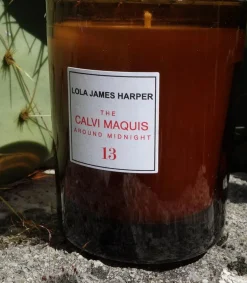 LOLA JAMES HARPER
THE
CALVI MAQUIS
AROUND MIDNIGHT
13